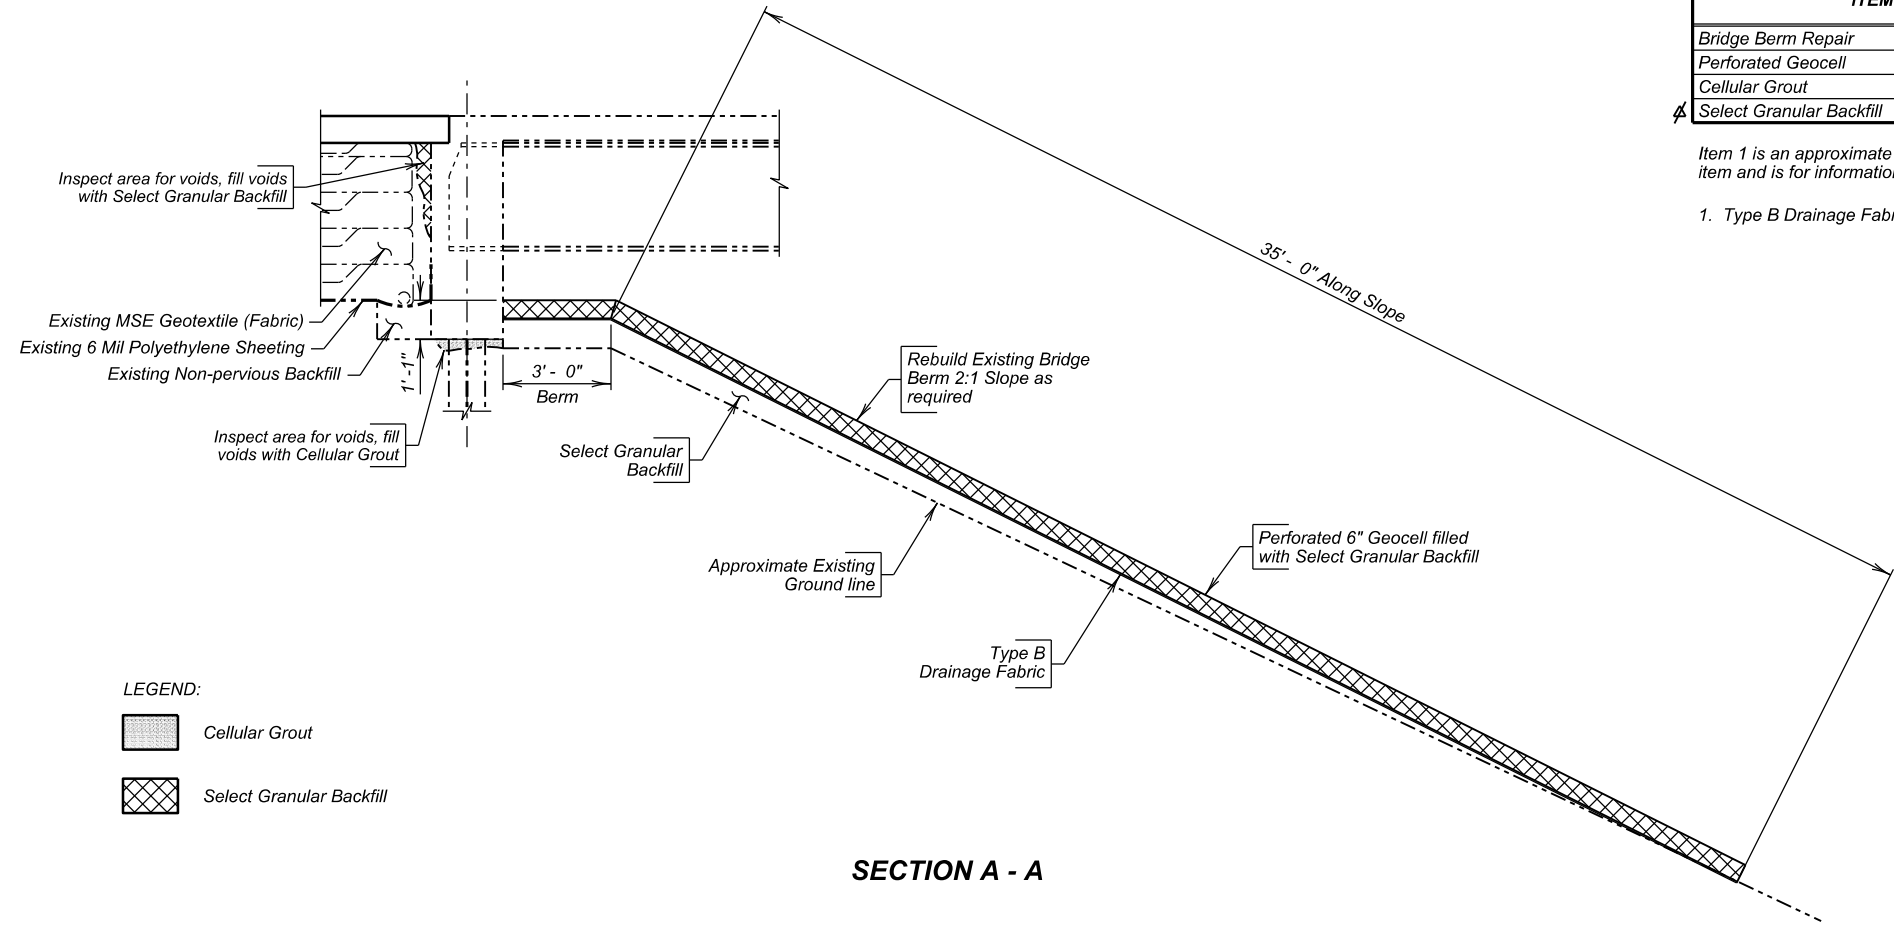 ITEM
Bridge Berm Repair
Perforated Geocell
Cellular Grout
Select Granular Backfill
Item 1 is an approximate
item and is for information
1. Type B Drainage Fabri
Inspect area for voids, fill voids
with Select Granular Backfill
35' - 0" Along Slope
Existing MSE Geotextile (Fabric)
Existing 6 Mil Polyethylene Sheeting
Existing Non-pervious Backfill
1' - 1"
3' - 0"
Berm
Rebuild Existing Bridge
Berm 2:1 Slope as
required
Inspect area for voids, fill
voids with Cellular Grout
Select Granular
Backfill
Perforated 6" Geocell filled
with Select Granular Backfill
Approximate Existing
Ground line
Type B
Drainage Fabric
LEGEND:
Cellular Grout
Select Granular Backfill
SECTION A - A